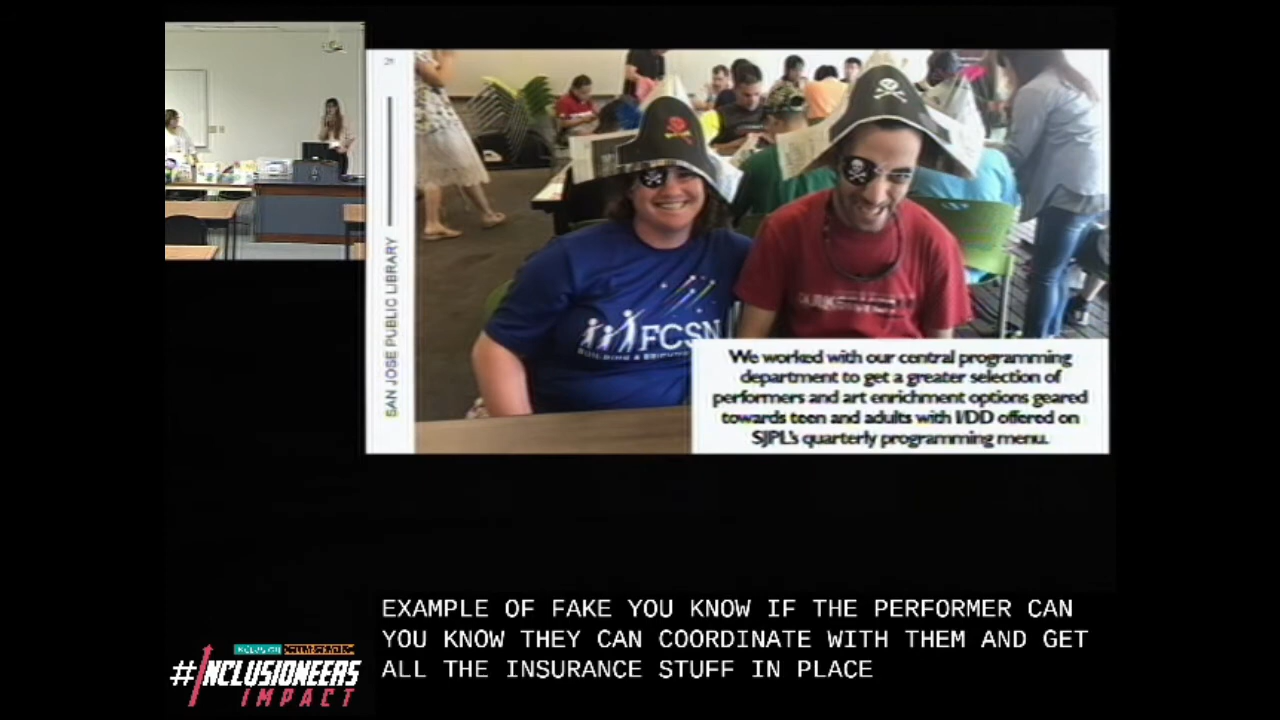 26
SAN JOSE PUBLIC LIBRARY
FCSN
We worked with our central programming
department to get a greater selection of
performers and art enrichment options geared
towards teen and adults with I/DD offered on
SJPL's quarterly programming menu.
EXAMPLE OF FAKE YOU KNOW IF THE PERFORMER CAN
YOU KNOW THEY CAN COORDINATE WITH THEM AND GET
ALL THE INSURANCE STUFF IN PLACE
#INCLUSIONEERS
IMPACT